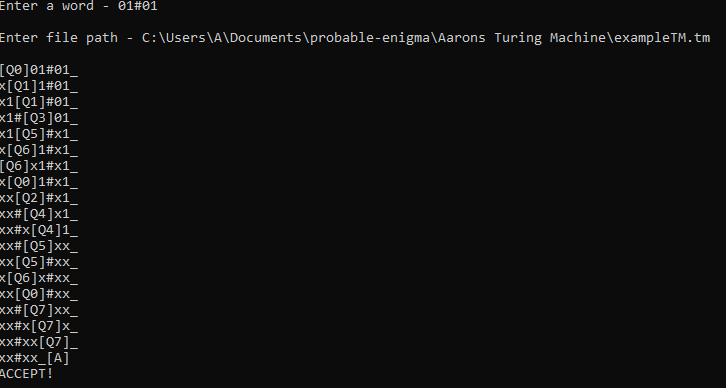 Enter a word - 01#01
Enter file path - C:\Users\A\Documents\probable-enigma\Aarons Turing Machine\exampleTM.tm
[Q0]01#01_
x[Q1]1#01_
x1[Q1]#01_
x1#[Q3]01_
x1[Q5]#x1_
x[Q6]1#x1_
[Q6]x1#x1_
x[Q0]1#x1_
xx[Q2]#x1_
xx#[Q4]x1_
xx#x[Q4]1_
xx#[Q5]xx_
xx[Q5]#xx_
x[Q6]x#xx_
xx[Q0]#xx_
xx#[Q7]xx_
xx#x[Q7]x_
xx#xx[Q7]_
xx#xx_[A]
ACCEPT!